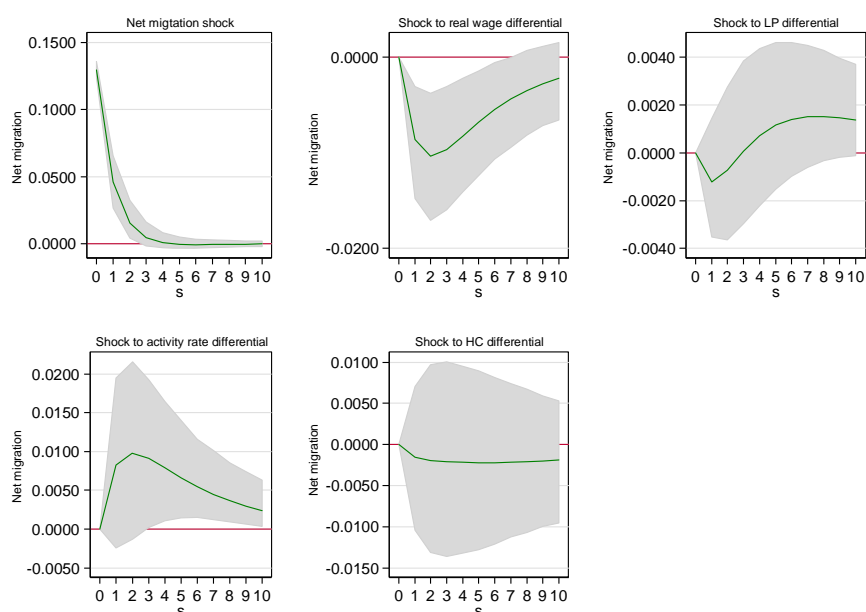 Net migtation shock
Net migration
0.1500
0.1000
0.0500
0.0000
0 1 2 3 4 5 6 7 8 9 10
s
Shock to real wage differential
Net migration
0.0000
-0.0200
0 1 2 3 4 5 6 7 8 9 10
s
Shock to LP differential
Net migration
0.0040
0.0020
0.0000
-0.0020
-0.0040
0 1 2 3 4 5 6 7 8 9 10
s
Shock to activity rate differential
Net migration
0.0200
0.0150
0.0100
0.0050
0.0000
-0.0050
0 1 2 3 4 5 6 7 8 9 10
s
Shock to HC differential
Net migration
0.0100
0.0050
0.0000
-0.0050
-0.0100
-0.0150
0 1 2 3 4 5 6 7 8 9 10
s